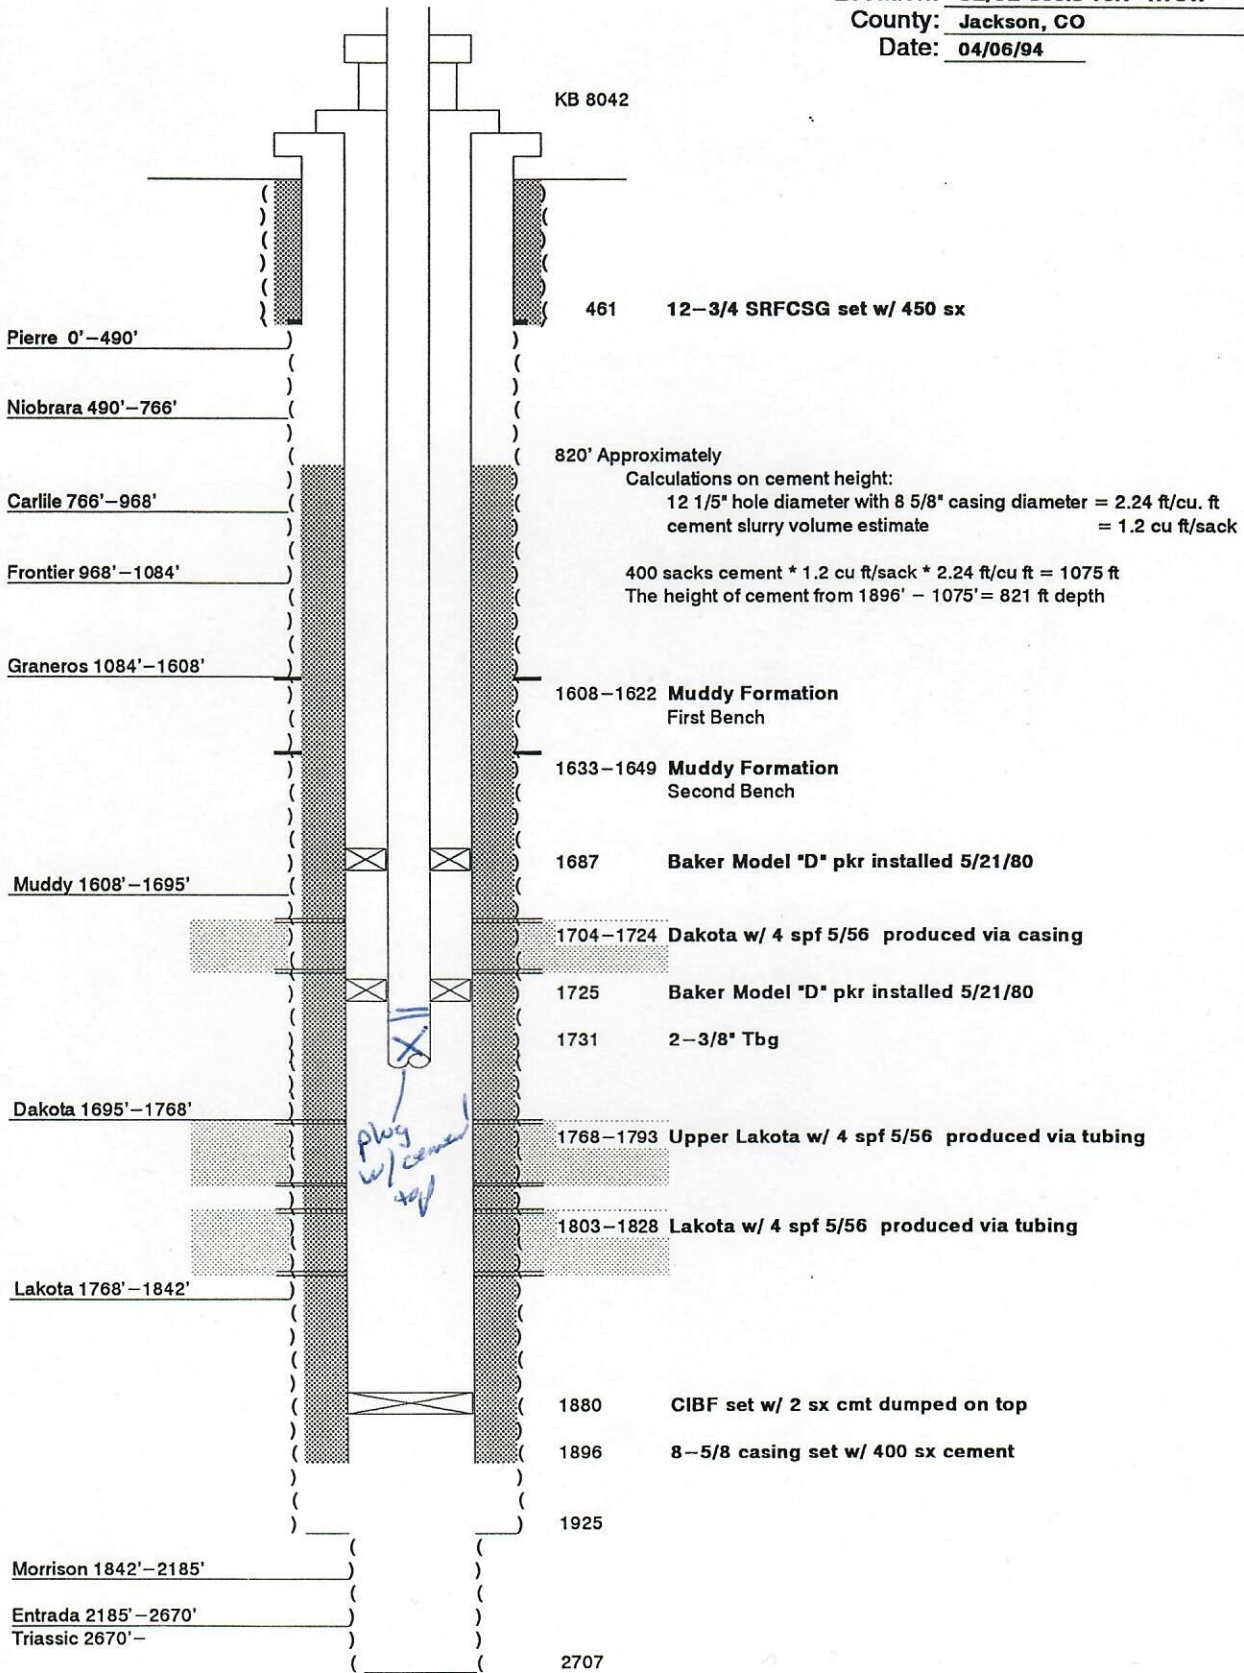 County: Jackson, CO
Date: 04/06/94
KB 8042
461 12-3/4 SRFCSG set w/ 450 sx
Pierre 0'-490'
Niobrara 490'-766'
820' Approximately
Calculations on cement height:
Carlile 766'-968'
12 1/5" hole diameter with 8 5/8" casing diameter = 2.24 ft/cu. ft
cement slurry volume estimate = 1.2 cu ft/sack
Frontier 968'-1084'
400 sacks cement * 1.2 cu ft/sack * 2.24 ft/cu ft = 1075 ft
The height of cement from 1896' - 1075'= 821 ft depth
Graneros 1084'-1608'
1608-1622 Muddy Formation
First Bench
1633-1649 Muddy Formation
Second Bench
1687 Baker Model "D" pkr installed 5/21/80
Muddy 1608'-1695'
1704-1724 Dakota w/ 4 spf 5/56 produced via casing
1725 Baker Model "D" pkr installed 5/21/80
1731 2-3/8" Tbg
Dakota 1695'-1768'
plug
w/ cement
1768-1793 Upper Lakota w/ 4 spf 5/56 produced via tubing
1803-1828 Lakota w/ 4 spf 5/56 produced via tubing
Lakota 1768'-1842'
1880 CIBF set w/ 2 sx cmt dumped on top
1896 8-5/8 casing set w/ 400 sx cement
1925
Morrison 1842'-2185'
Entrada 2185'-2670'
Triassic 2670'-
2707